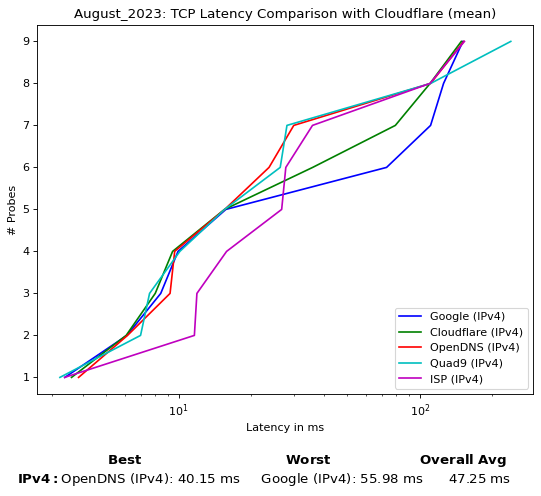 August_2023: TCP Latency Comparison with Cloudflare (mean)
9
8
7
6
5
4
3
2
1
# Probes
Google (IPv4)
Cloudflare (IPv4)
OpenDNS (IPv4)
Quad9 (IPv4)
ISP (IPv4)
10¹ 10²
Latency in ms
Best Worst Overall Avg
IPv4: OpenDNS (IPv4): 40.15 ms Google (IPv4): 55.98 ms 47.25 ms